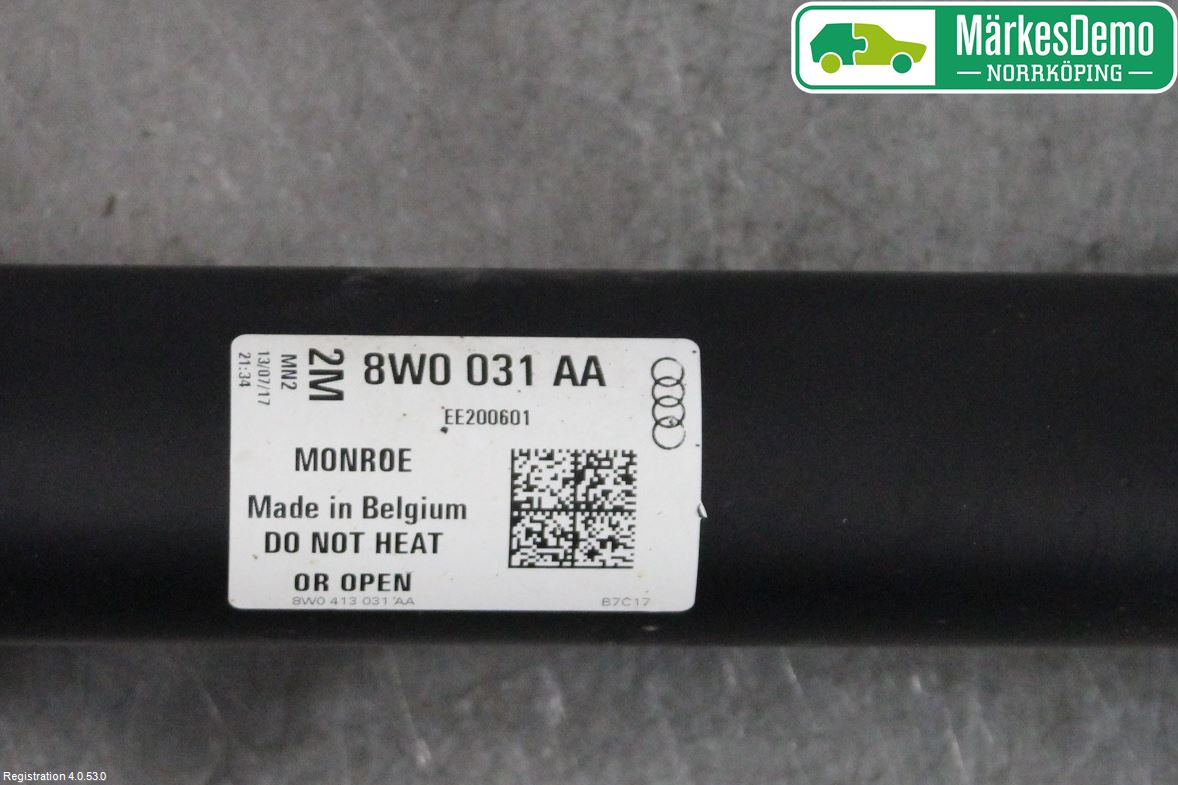 MärkesDemo
NORRKÖPING
2M
MN2
13/07/17
21:34
8W0 031 AA
EE200601
MONROE
Made in Belgium
DO NOT HEAT
OR OPEN
8W0 413 031 AA
B7C17
Registration 4.0.53.0